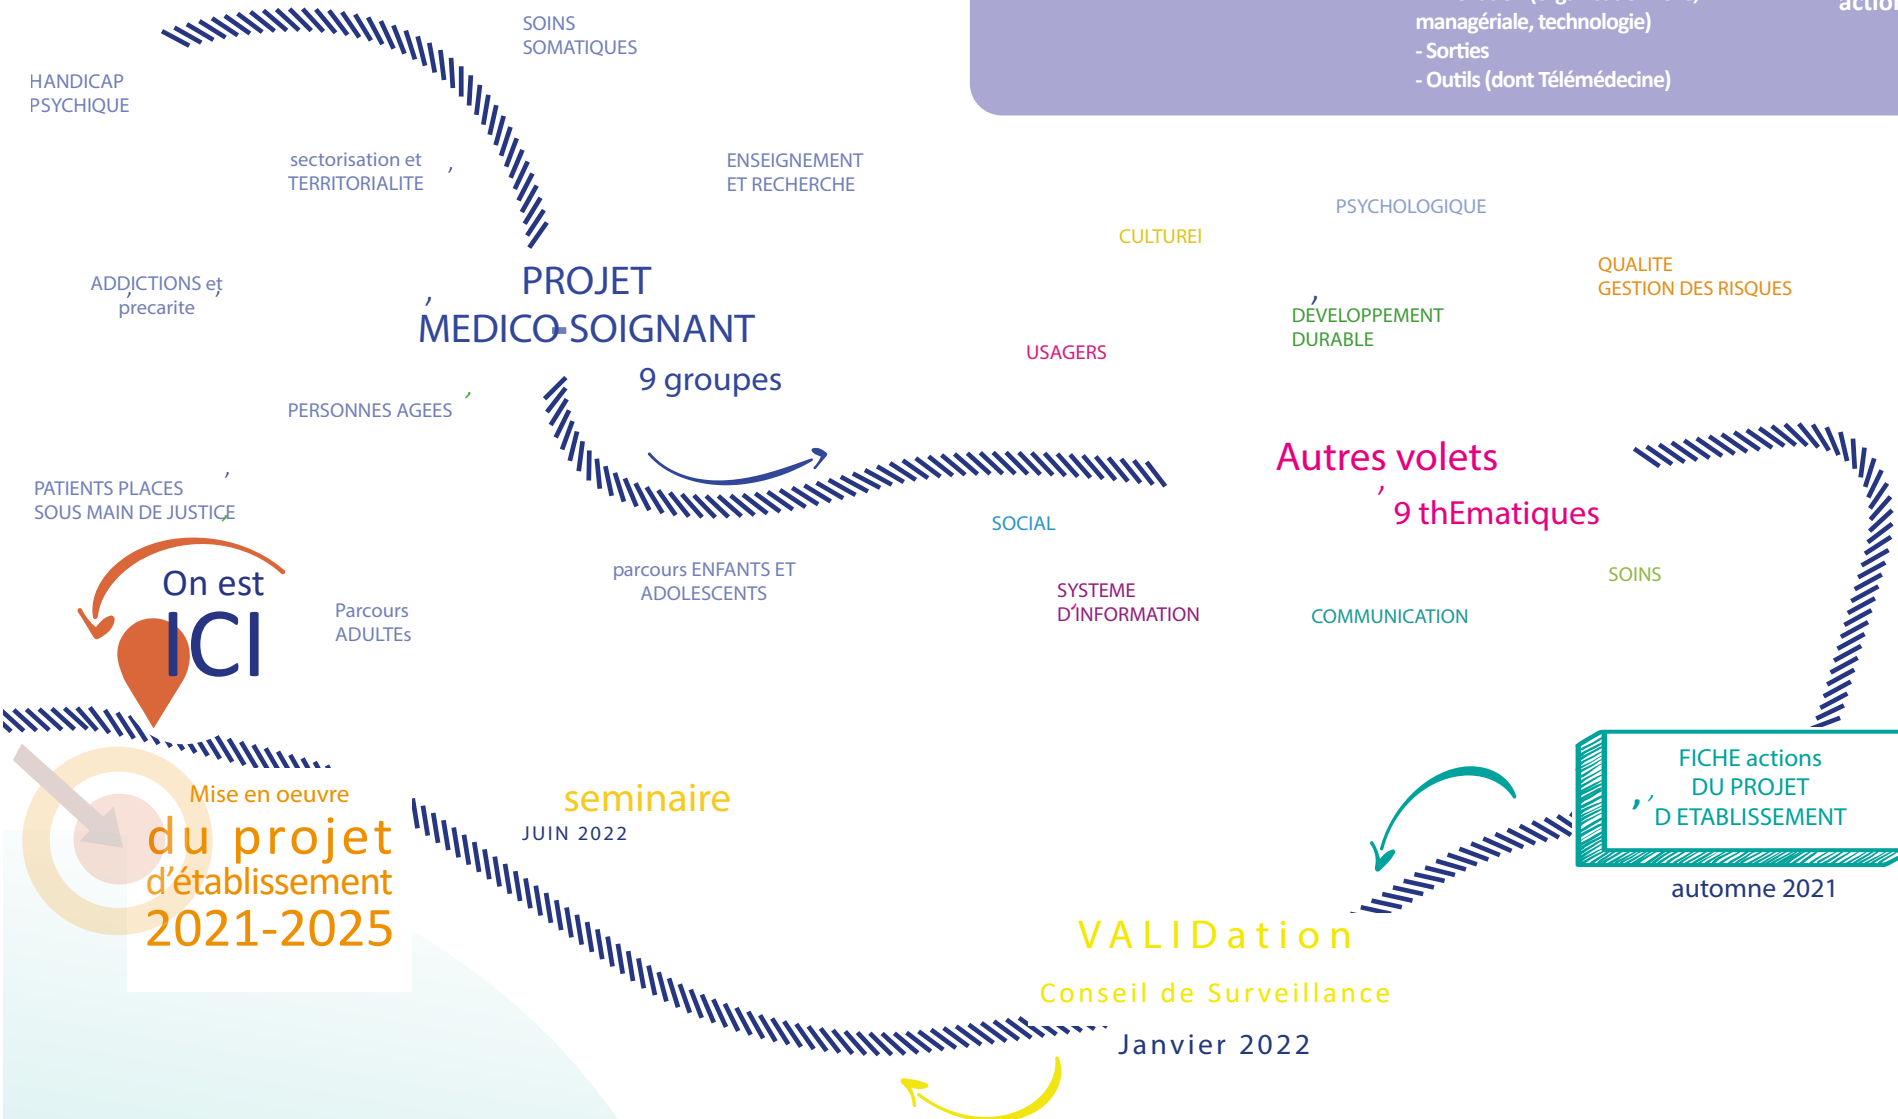 managériale, technologie)
- Sorties
- Outils (dont Télémédecine)
SOINS
SOMATIQUES
HANDICAP
PSYCHIQUE
sectorisation et
TERRITORIALITE
ENSEIGNEMENT
ET RECHERCHE
ADDICTIONS et
precarite
PROJET
MEDICO-SOIGNANT
9 groupes
PERSONNES AGEES
PATIENTS PLACES
SOUS MAIN DE JUSTICE
parcours ENFANTS ET
ADOLESCENTS
Parcours
ADULTEs
PSYCHOLOGIQUE
CULTUREl
QUALITE
GESTION DES RISQUES
DEVELOPPEMENT
DURABLE
USAGERS
Autres volets
9 thEmatiques
SOCIAL
SYSTEME
D'INFORMATION
COMMUNICATION
SOINS
FICHE actions
DU PROJET
D ETABLISSEMENT
automne 2021
VALIDation
Conseil de Surveillance
Janvier 2022
seminaire
JUIN 2022
On est
ICI
Mise en oeuvre
du projet
d'établissement
2021-2025